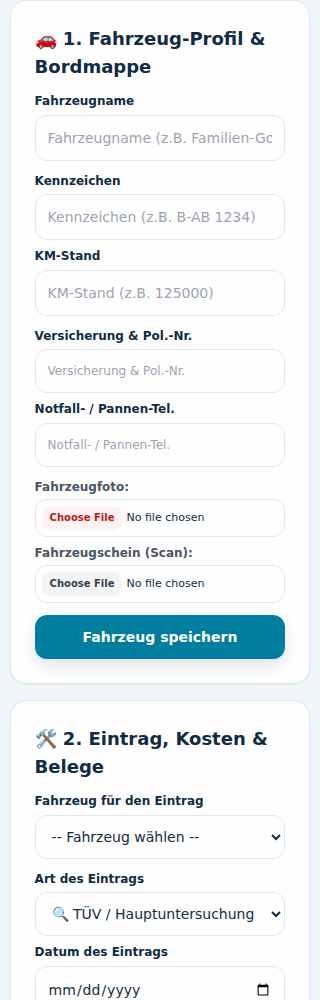 🚗 1. Fahrzeug-Profil &
Bordmappe
Fahrzeugname
Fahrzeugname (z.B. Familien-Go
Kennzeichen
Kennzeichen (z.B. B-AB 1234)
KM-Stand
KM-Stand (z.B. 125000)
Versicherung & Pol.-Nr.
Versicherung & Pol.-Nr.
Notfall- / Pannen-Tel.
Notfall- / Pannen-Tel.
Fahrzeugfoto:
Choose File No file chosen
Fahrzeugschein (Scan):
Choose File No file chosen
Fahrzeug speichern
🛠️ 2. Eintrag, Kosten &
Belege
Fahrzeug für den Eintrag
-- Fahrzeug wählen --
Art des Eintrags
🔍 TÜV / Hauptuntersuchung
Datum des Eintrags
mm/dd/yyyy